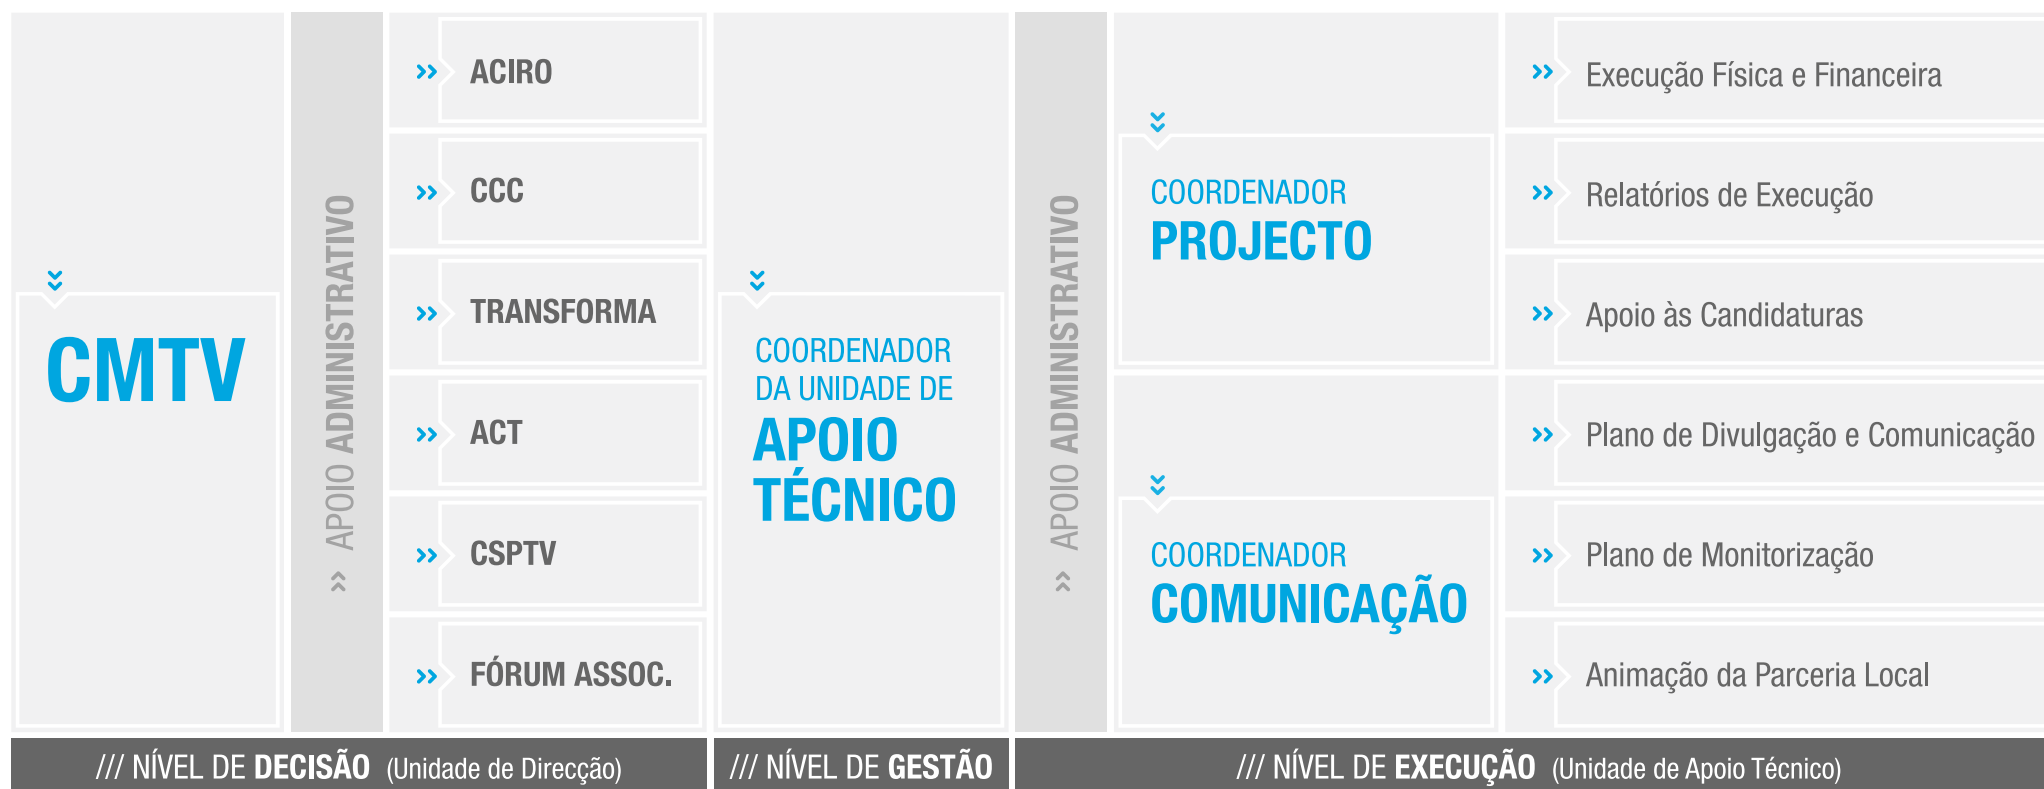 CMTV
APOIO ADMINISTRATIVO
ACIRO
CCC
TRANSFORMA
ACT
CSPTV
FÓRUM ASSOC.
COORDENADOR
DA UNIDADE DE
APOIO
TÉCNICO
APOIO ADMINISTRATIVO
COORDENADOR
PROJECTO
COORDENADOR
COMUNICAÇÃO
Execução Física e Financeira
Relatórios de Execução
Apoio às Candidaturas
Plano de Divulgação e Comunicação
Plano de Monitorização
Animação da Parceria Local
/// NÍVEL DE DECISÃO (Unidade de Direcção)
/// NÍVEL DE GESTÃO
/// NÍVEL DE EXECUÇÃO (Unidade de Apoio Técnico)